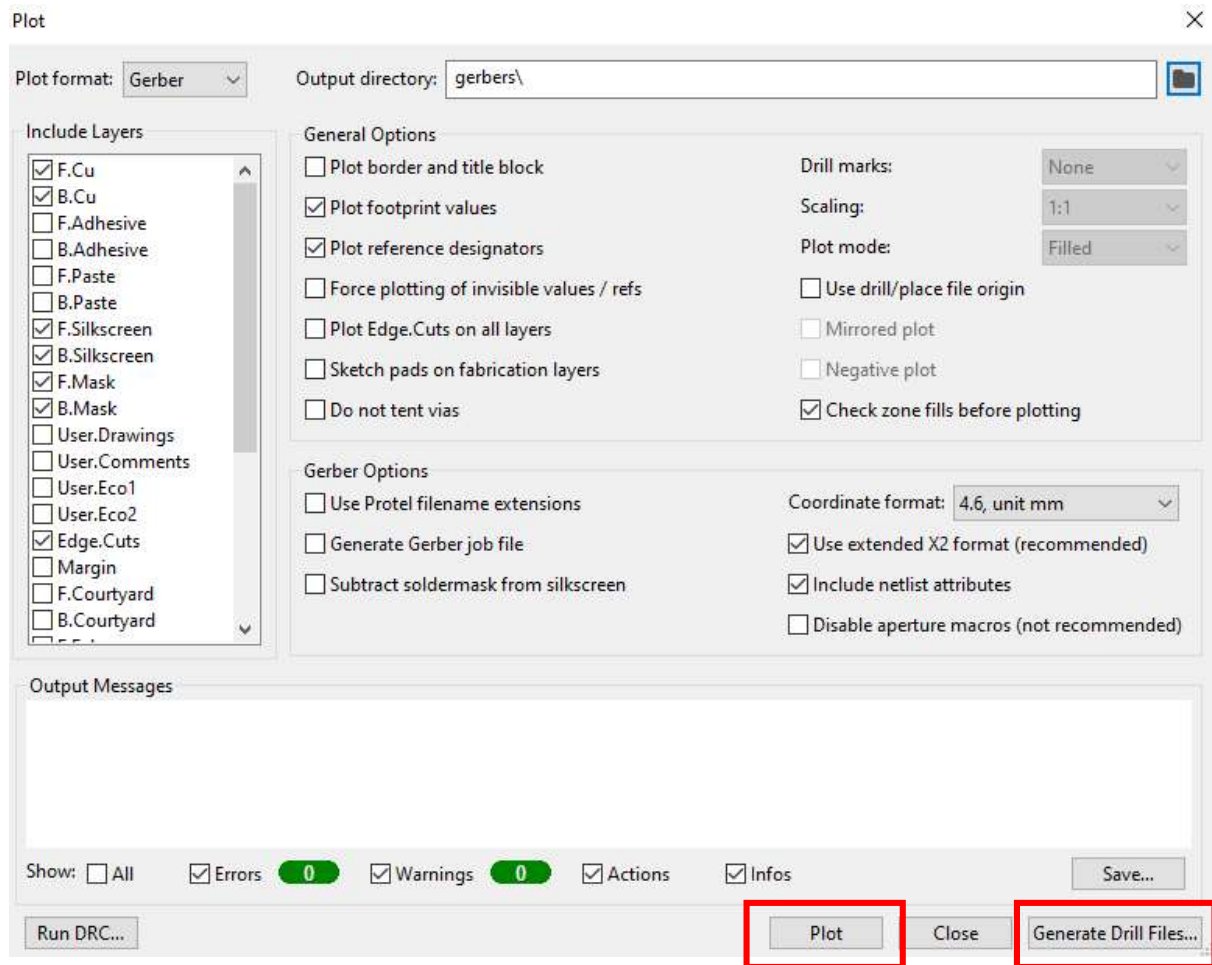 Plot
Plot format: Gerber
Output directory: gerbers\
Include Layers
F.Cu
B.Cu
F.Adhesive
B.Adhesive
F.Paste
B.Paste
F.Silkscreen
B.Silkscreen
F.Mask
B.Mask
User.Drawings
User.Comments
User.Eco1
User.Eco2
Edge.Cuts
Margin
F.Courtyard
B.Courtyard
General Options
Plot border and title block
Plot footprint values
Plot reference designators
Force plotting of invisible values / refs
Plot Edge.Cuts on all layers
Sketch pads on fabrication layers
Do not tent vias
Drill marks: None
Scaling: 1:1
Plot mode: Filled
Use drill/place file origin
Mirrored plot
Negative plot
Check zone fills before plotting
Gerber Options
Use Protel filename extensions
Generate Gerber job file
Subtract soldermask from silkscreen
Coordinate format: 4.6, unit mm
Use extended X2 format (recommended)
Include netlist attributes
Disable aperture macros (not recommended)
Output Messages
Show: All Errors 0 Warnings 0 Actions Infos Save...
Run DRC... Plot Close Generate Drill Files...